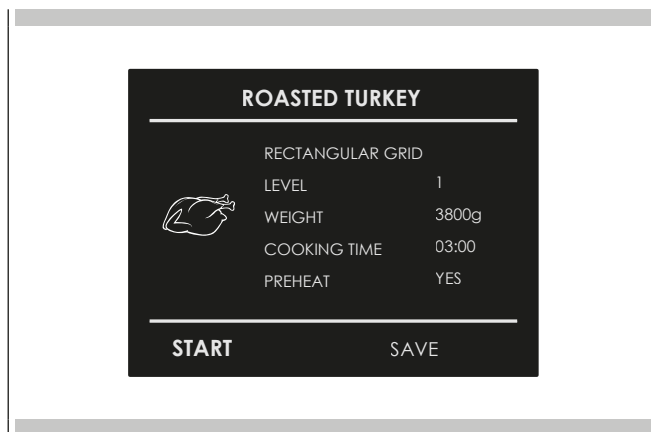 ROASTED TURKEY
RECTANGULAR GRID
LEVEL 1
WEIGHT 3800g
COOKING TIME 03:00
PREHEAT YES
START SAVE